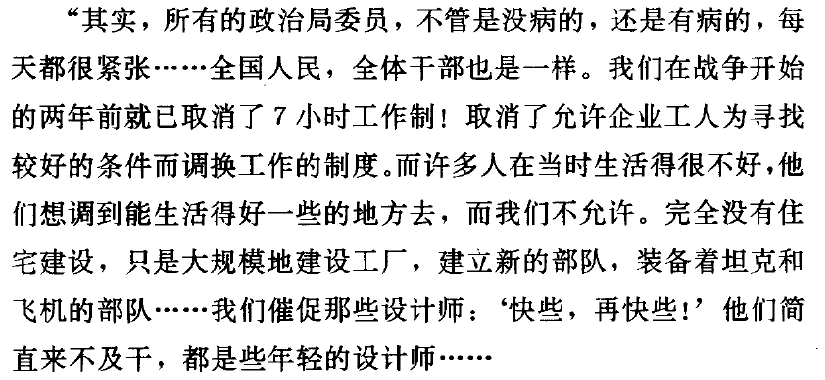 “其实，所有的政治局委员，不管是没病的，还是有病的，每
天都很紧张……全国人民，全体干部也是一样。我们在战争开始
的两年前就已取消了7小时工作制！取消了允许企业工人为寻找
较好的条件而调换工作的制度。而许多人在当时生活得很不好，他
们想调到能生活得好一些的地方去，而我们不允许。完全没有住
宅建设，只是大规模地建设工厂，建立新的部队，装备着坦克和
飞机的部队……我们催促那些设计师：‘快些，再快些！’他们简
直来不及干，都是些年轻的设计师……